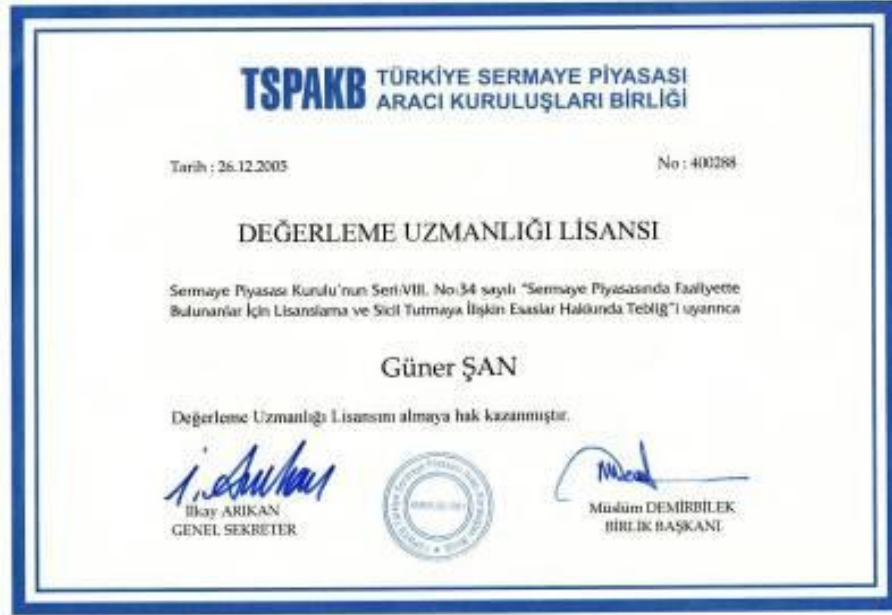 TSPAKB TÜRKİYE SERMAYE PİYASASI
ARACI KURULUŞLARI BİRLİĞİ
Tarih : 26.12.2005
No : 400288
DEĞERLEME UZMANLIĞI LİSANSI
Sermaye Piyasası Kurulu'nun Seri:VIII, No:34 sayılı "Sermaye Piyasasında Faaliyette
Bulunanlar İçin Lisanslama ve Sicil Tutmaya İlişkin Esaslar Hakkında Tebliğ"i uyarınca
Güner ŞAN
Değerleme Uzmanlığı Lisansını almaya hak kazanmıştır.
İlkay ARIKAN
GENEL SEKRETER
Müslüm DEMİRBİLEK
BİRLİK BAŞKANI